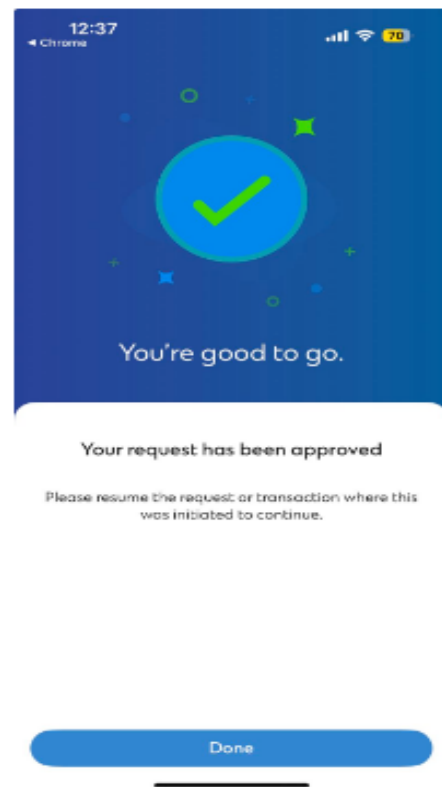 12:37
70
◀ Chrome
You're good to go.
Your request has been approved
Please resume the request or transaction where this
was initiated to continue.
Done